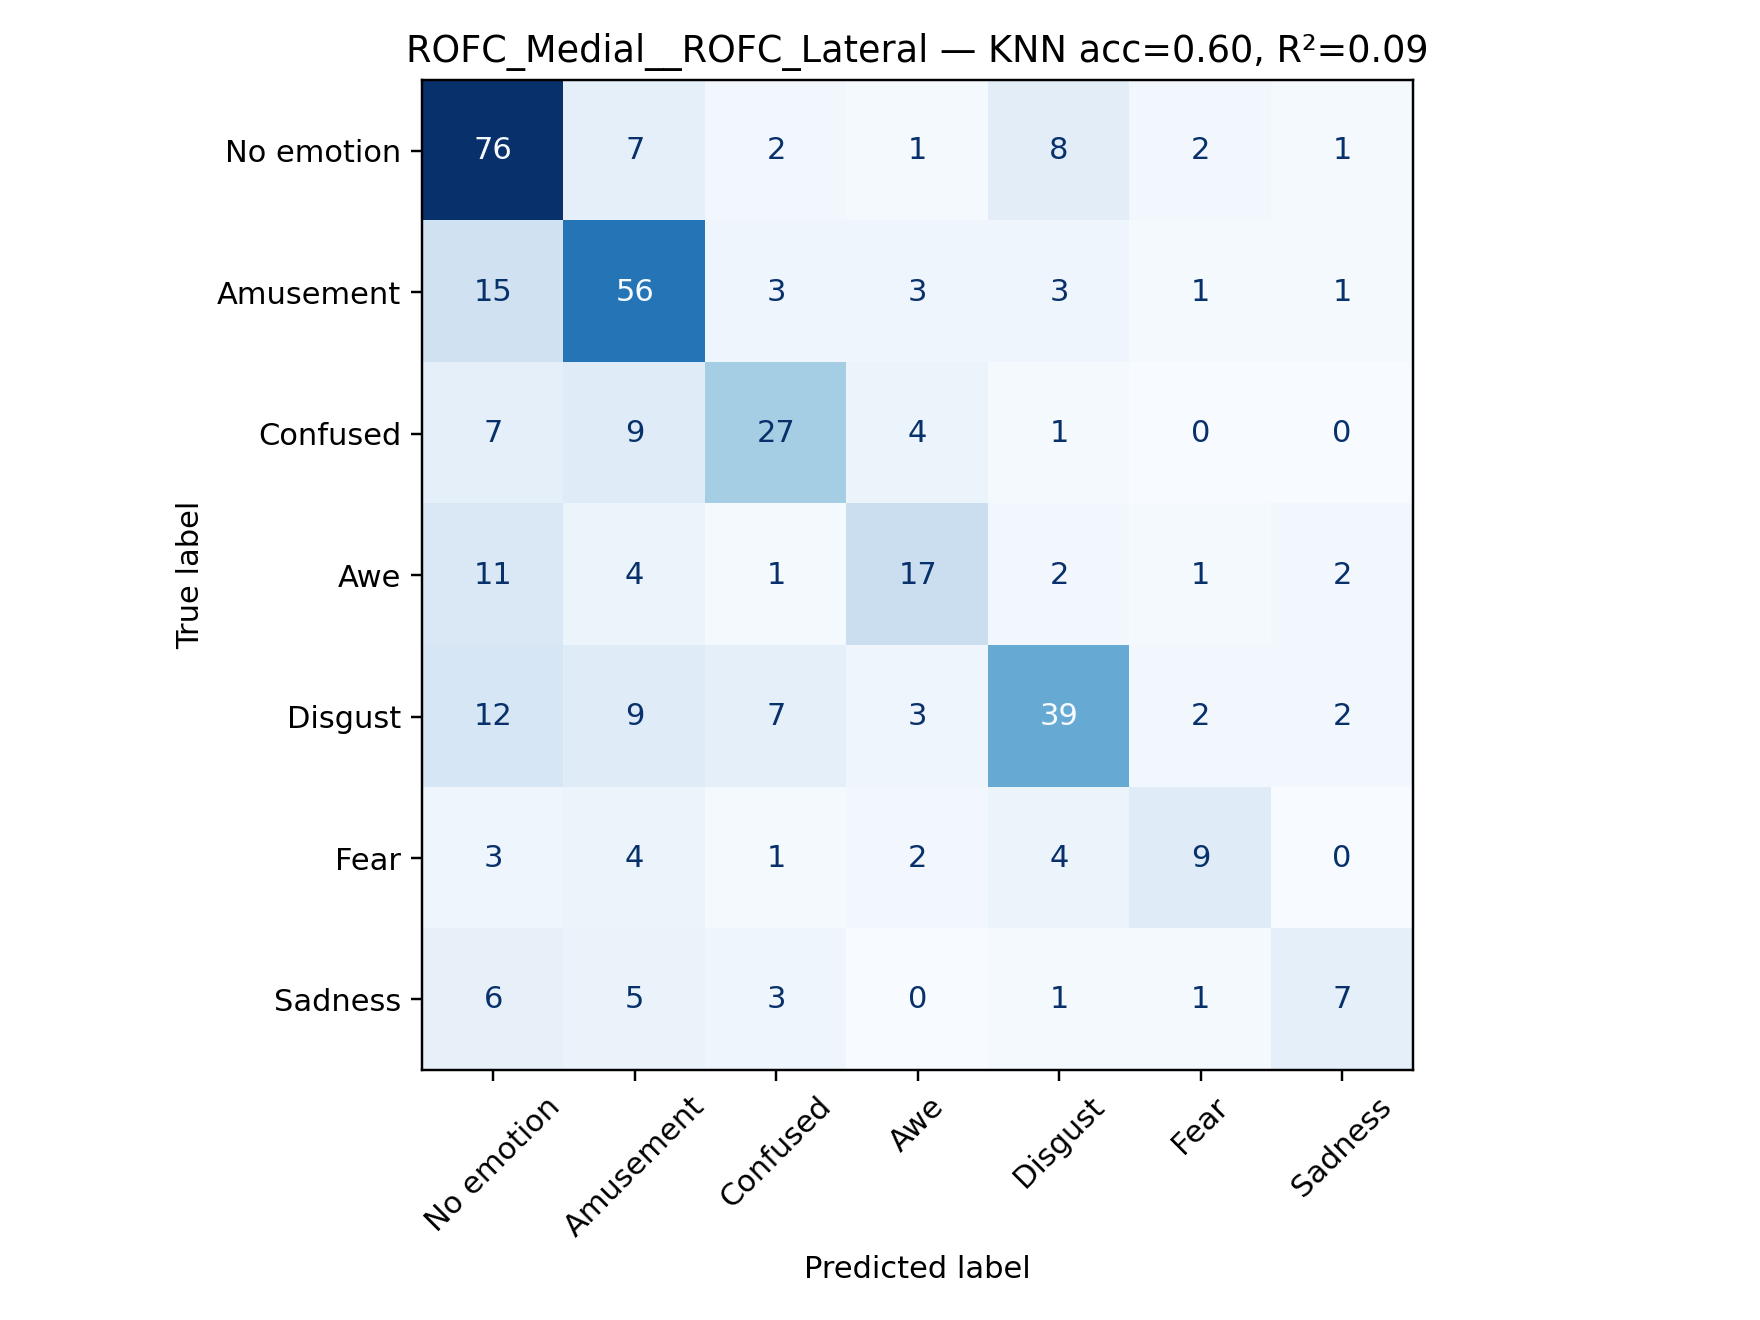 ROFC_Medial__ROFC_Lateral — KNN acc=0.60, R²=0.09
No emotion 76 7 2 1 8 2 1
Amusement 15 56 3 3 3 1 1
Confused 7 9 27 4 1 0 0
Awe 11 4 1 17 2 1 2
Disgust 12 9 7 3 39 2 2
Fear 3 4 1 2 4 9 0
Sadness 6 5 3 0 1 1 7
True label
No emotion Amusement Confused Awe Disgust Fear Sadness
Predicted label